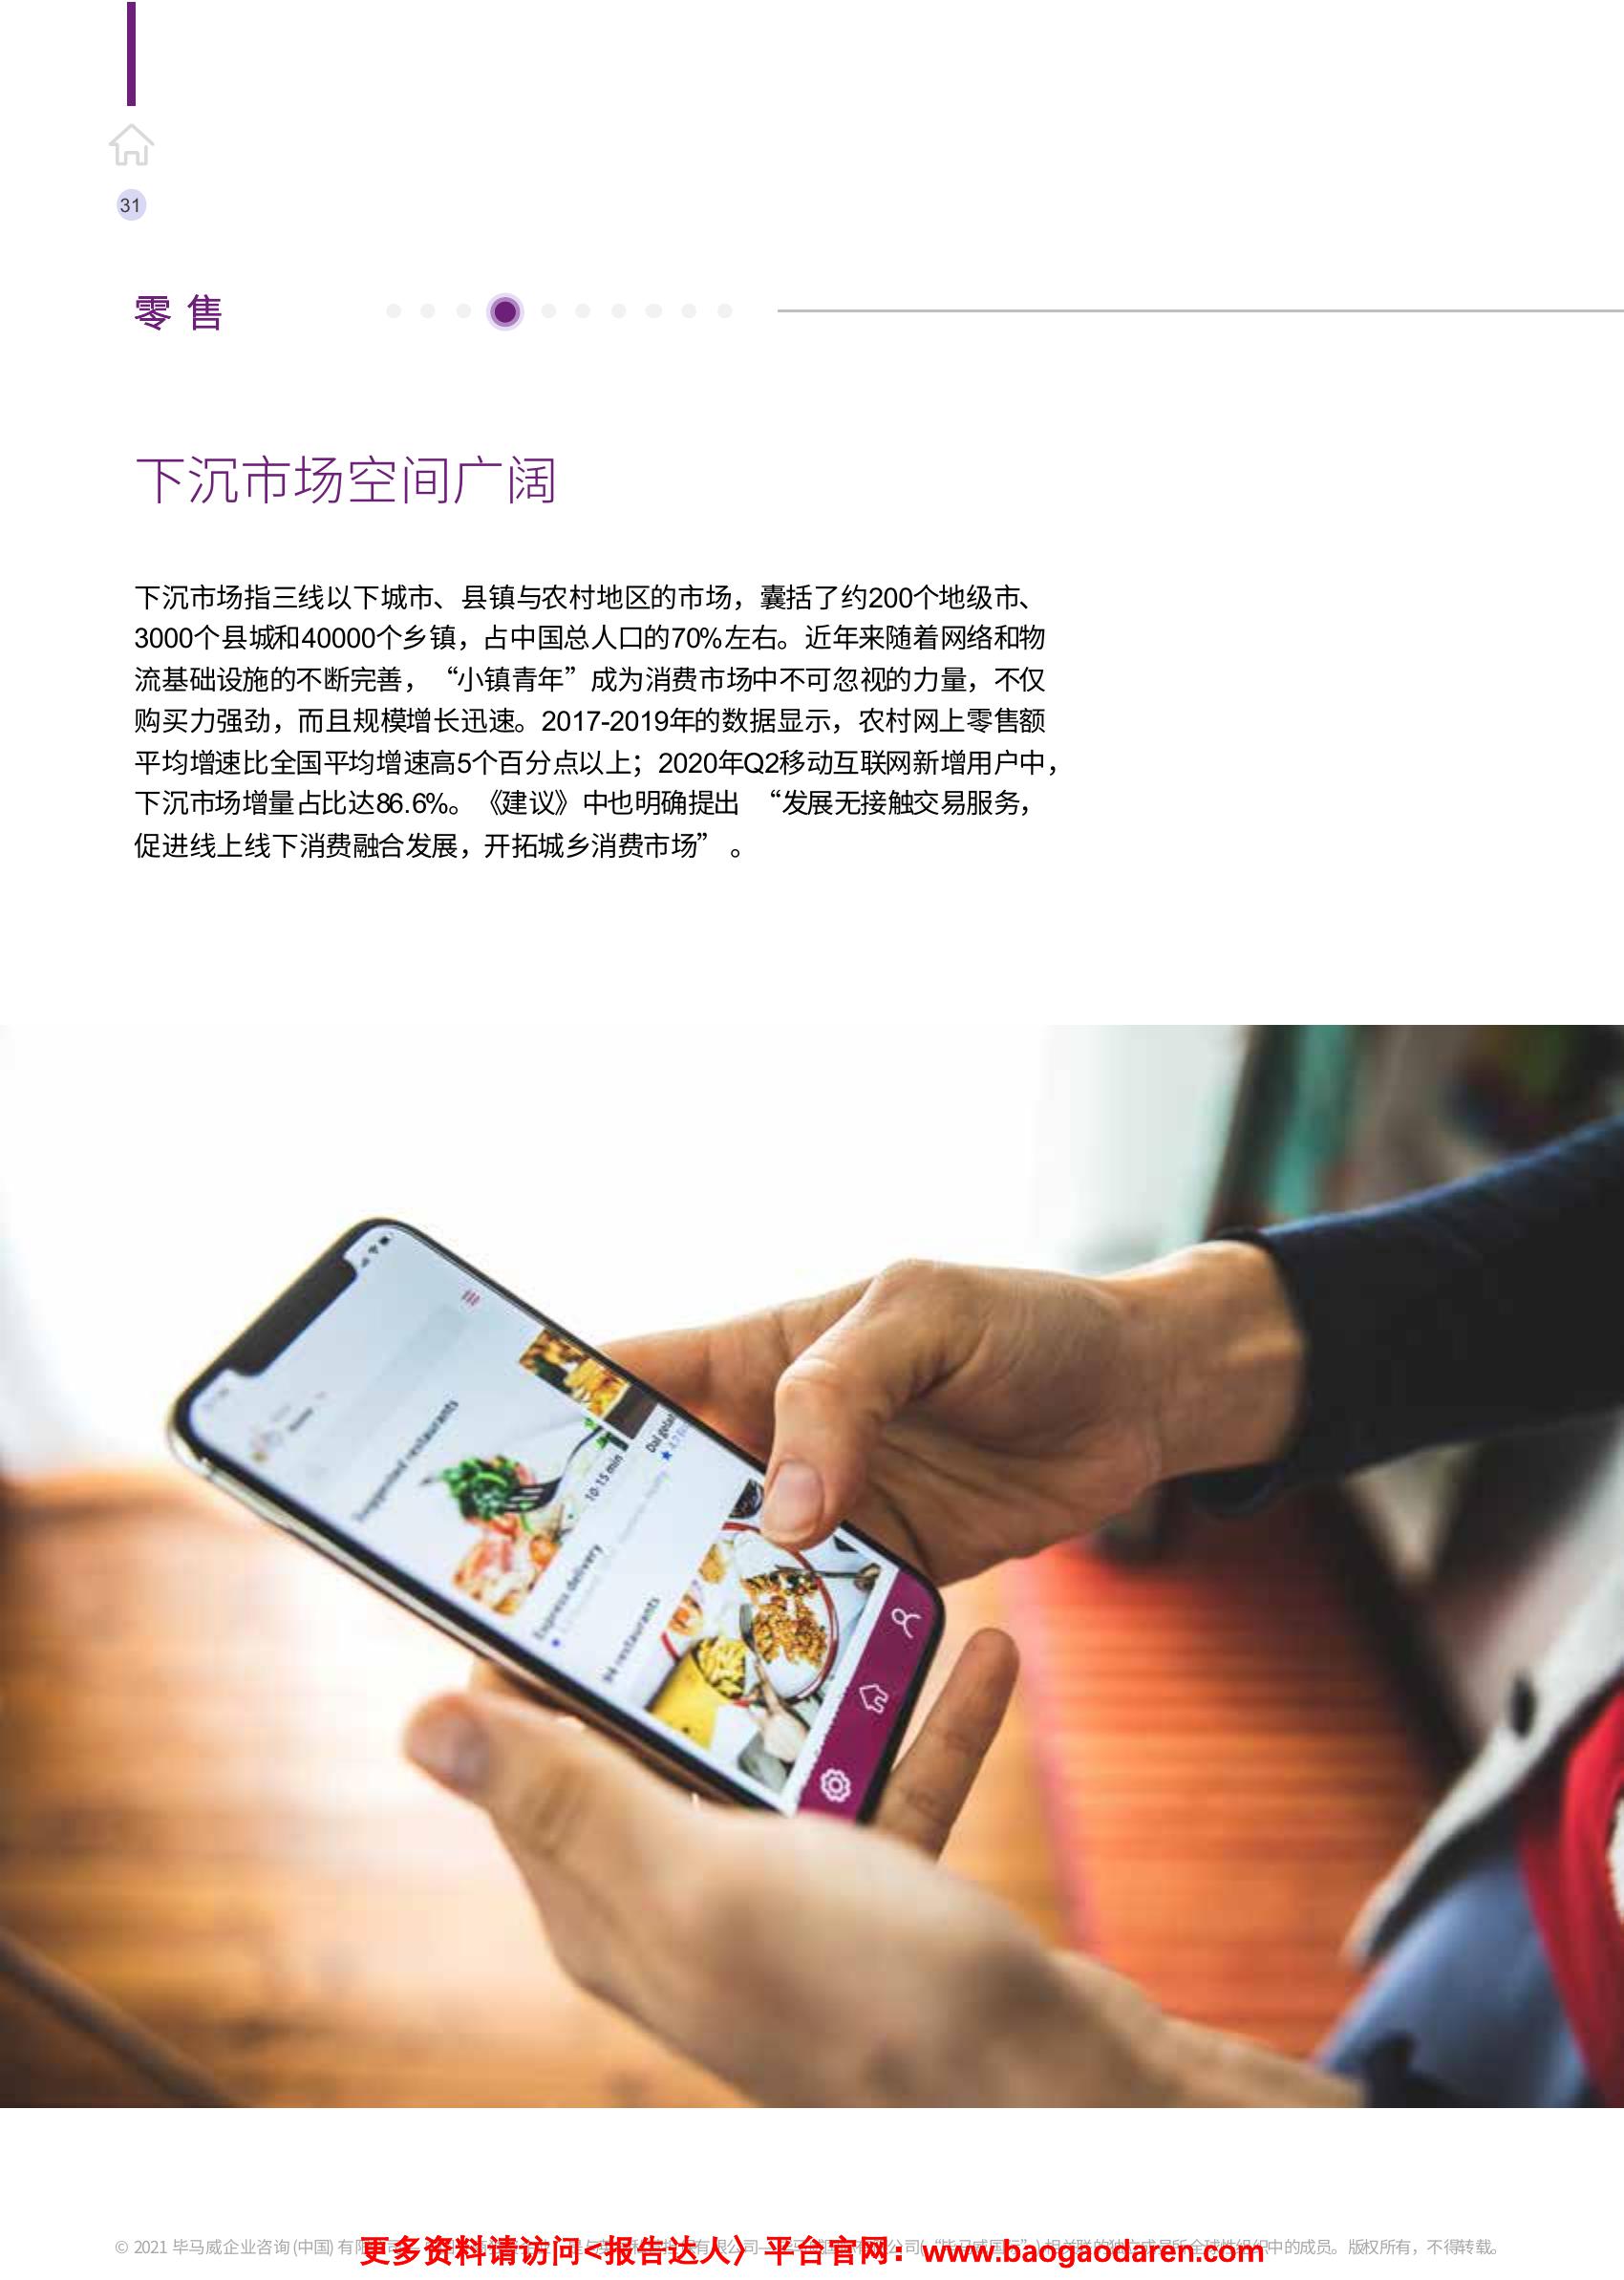 31
零售
下沉市场空间广阔
下沉市场指三线以下城市、县镇与农村地区的市场，囊括了约200个地级市、
3000个县城和40000个乡镇，占中国总人口的70%左右。近年来随着网络和物
流基础设施的不断完善，“小镇青年”成为消费市场中不可忽视的力量，不仅
购买力强劲，而且规模增长迅速。2017-2019年的数据显示，农村网上零售额
平均增速比全国平均增速高5个百分点以上；2020年Q2移动互联网新增用户中，
下沉市场增量占比达86.6%。《建议》中也明确提出 “发展无接触交易服务，
促进线上线下消费融合发展，开拓城乡消费市场” 。
Suggested restaurants
10-15 min
Dal gelat
Express delivery
All restaurants
© 2021 毕马威企业咨询 (中国) 有限
中的成员。版权所有，不得转载。
更多资料请访问<报告达人〉平台官网：www.baogaodaren.com